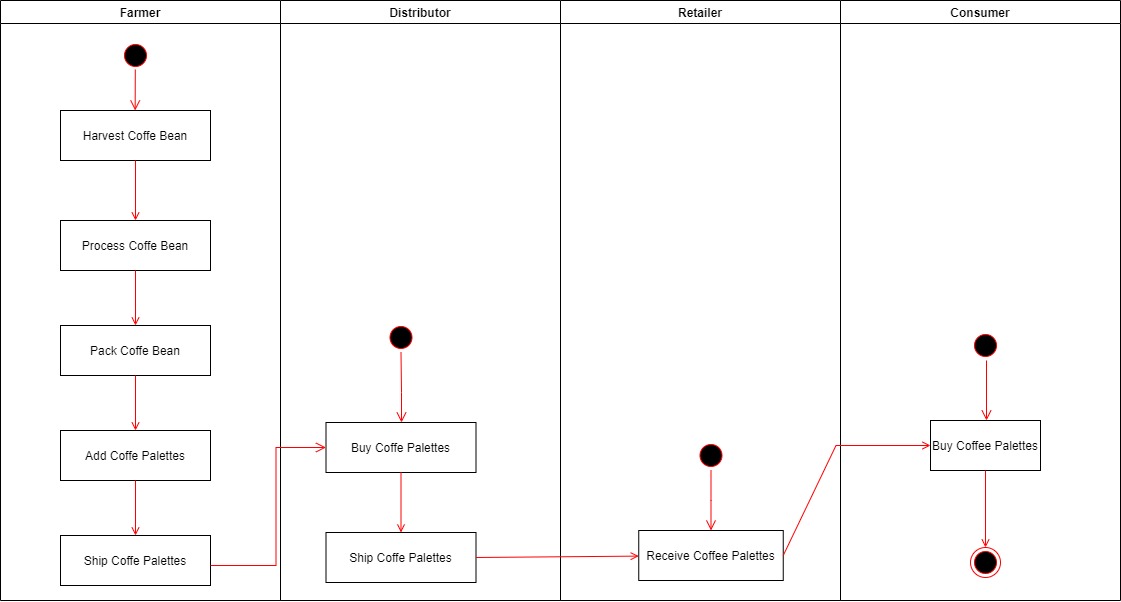 Farmer
Distributor
Retailer
Consumer
Harvest Coffe Bean
Process Coffe Bean
Pack Coffe Bean
Add Coffe Palettes
Ship Coffe Palettes
Buy Coffe Palettes
Ship Coffe Palettes
Receive Coffee Palettes
Buy Coffee Palettes